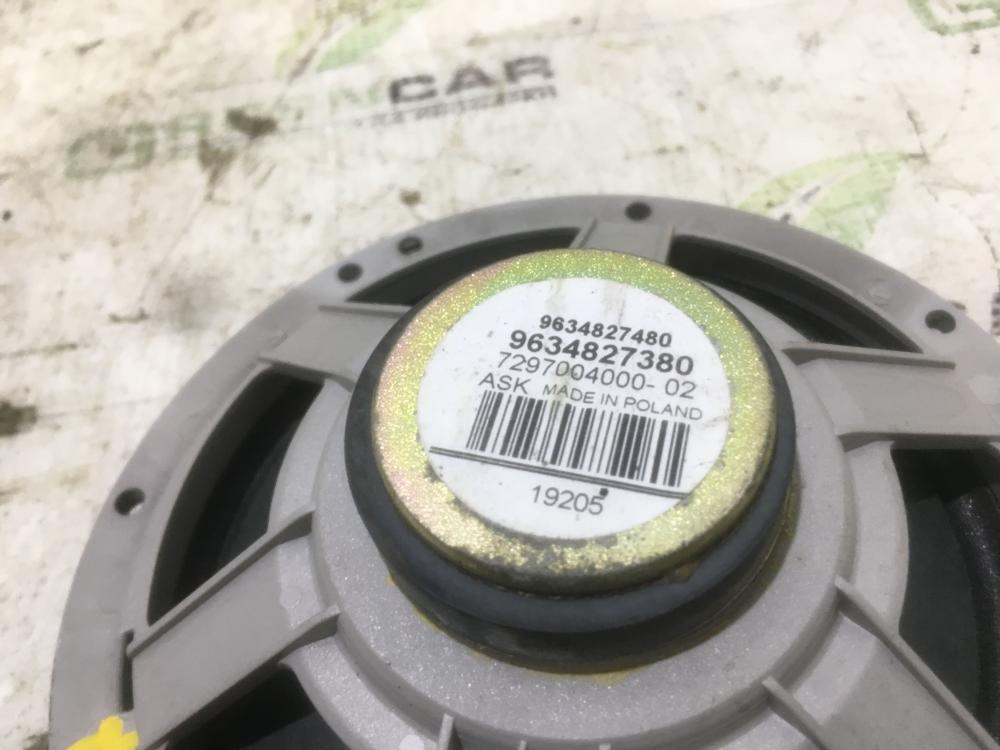 CAR
9634827480
9634827380
7297004000- 02
ASK MADE IN POLAND
19205